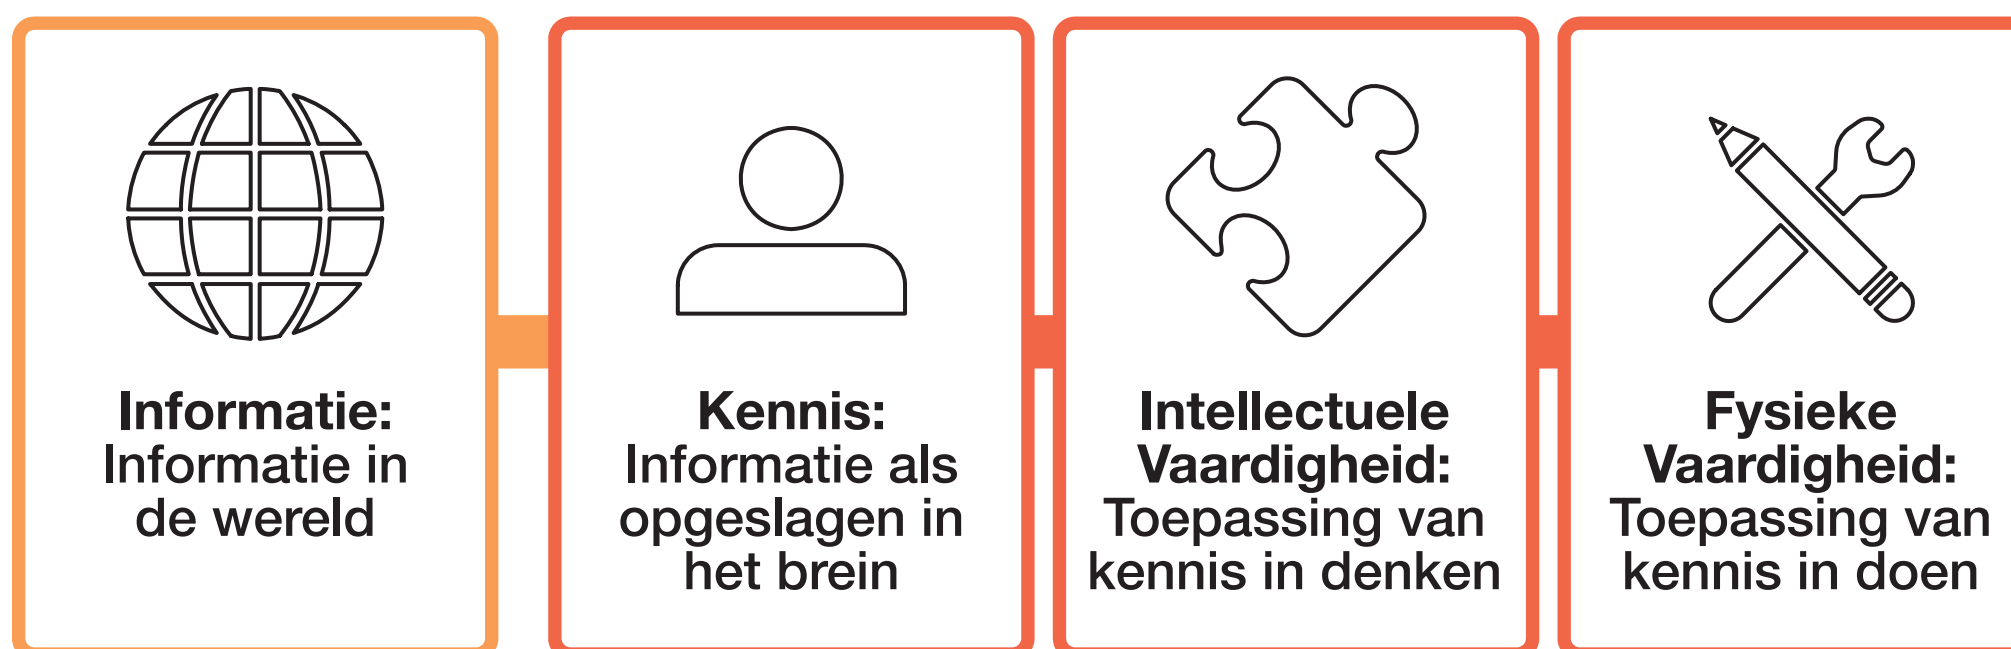 Informatie:
Informatie in
de wereld
Kennis:
Informatie als
opgeslagen in
het brein
Intellectuele
Vaardigheid:
Toepassing van
kennis in denken
Fysieke
Vaardigheid:
Toepassing van
kennis in doen